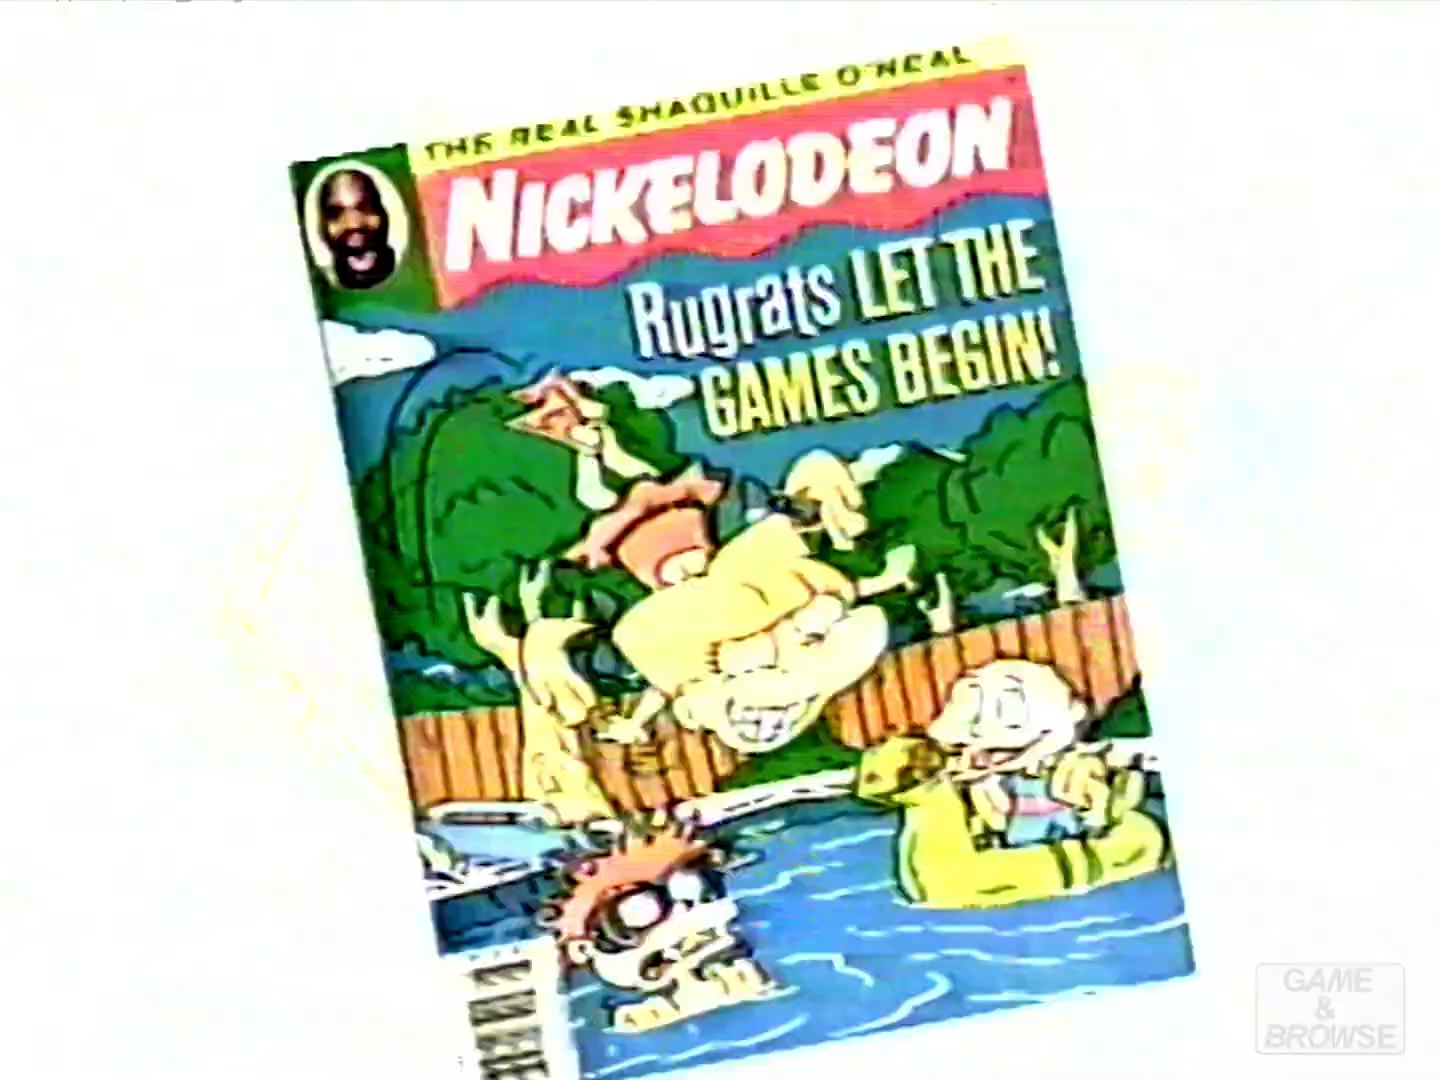 THE REAL SHAQUILLE O'NEAL
NICKELODEON
Rugrats LET THE
GAMES BEGIN!
GAME
&
BROWSE